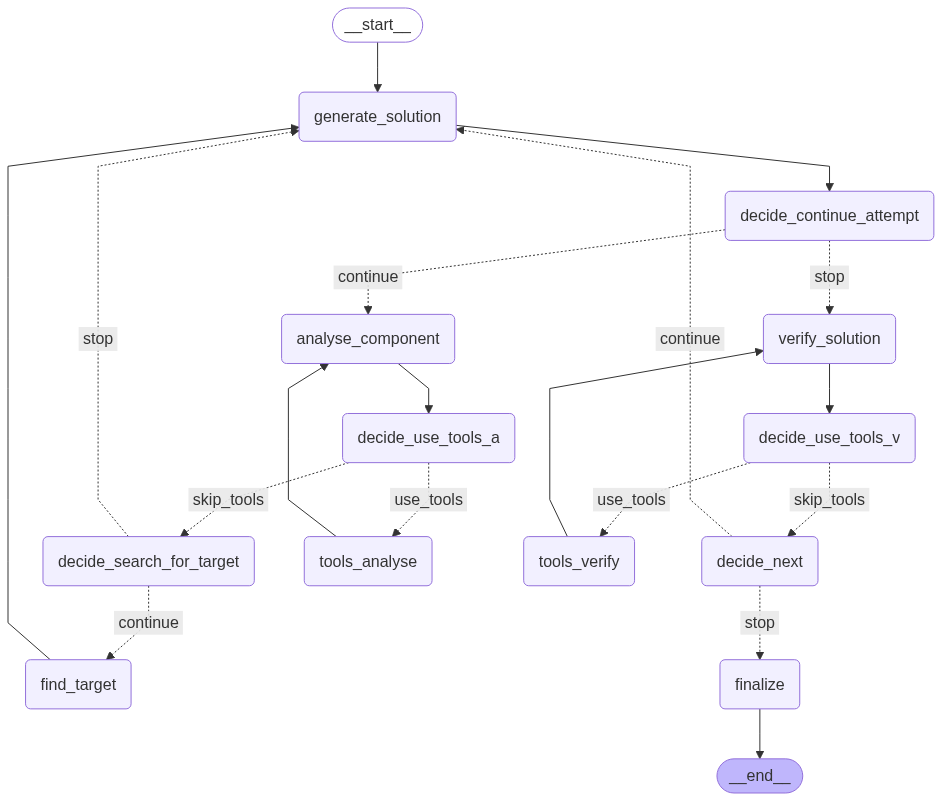 __start__
generate_solution
decide_continue_attempt
continue
stop
analyse_component
stop
continue
verify_solution
decide_use_tools_a
decide_use_tools_v
skip_tools
use_tools
use_tools
skip_tools
decide_search_for_target
tools_analyse
tools_verify
decide_next
continue
stop
find_target
finalize
__end__